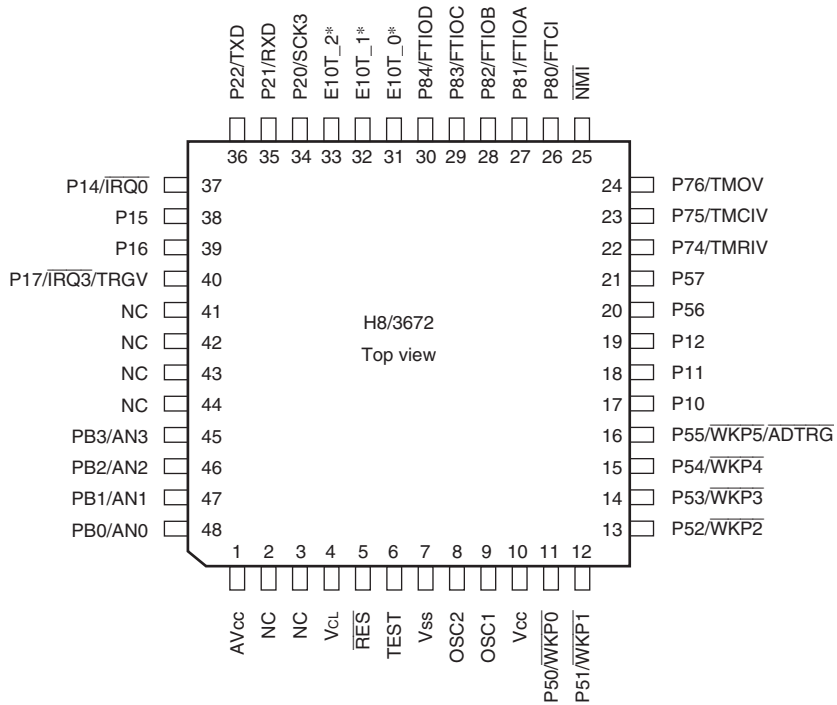 P22/TXD
P21/RXD
P20/SCK3
E10T_2*
E10T_1*
E10T_0*
P84/FTIOD
P83/FTIOC
P82/FTIOB
P81/FTIOA
P80/FTCI
NMI
36 35 34 33 32 31 30 29 28 27 26 25
P14/IRQ0 37
P15 38
P16 39
P17/IRQ3/TRGV 40
NC 41
NC 42
NC 43
NC 44
PB3/AN3 45
PB2/AN2 46
PB1/AN1 47
PB0/AN0 48
H8/3672
Top view
24 P76/TMOV
23 P75/TMCIV
22 P74/TMRIV
21 P57
20 P56
19 P12
18 P11
17 P10
16 P55/WKP5/ADTRG
15 P54/WKP4
14 P53/WKP3
13 P52/WKP2
1 2 3 4 5 6 7 8 9 10 11 12
AVcc
NC
NC
VCL
RES
TEST
Vss
OSC2
OSC1
Vcc
P50/WKP0
P51/WKP1